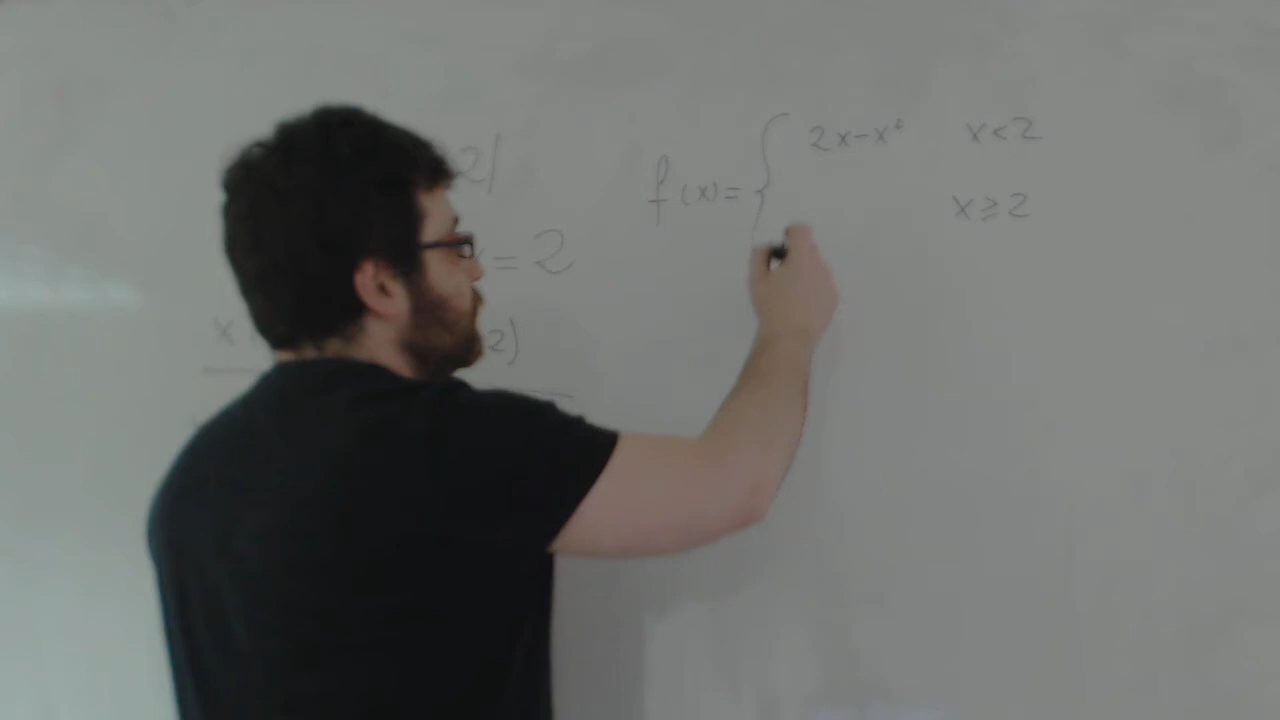 2|
= 2
x 2)
f(x) = { 2x-x² x<2
x≥2